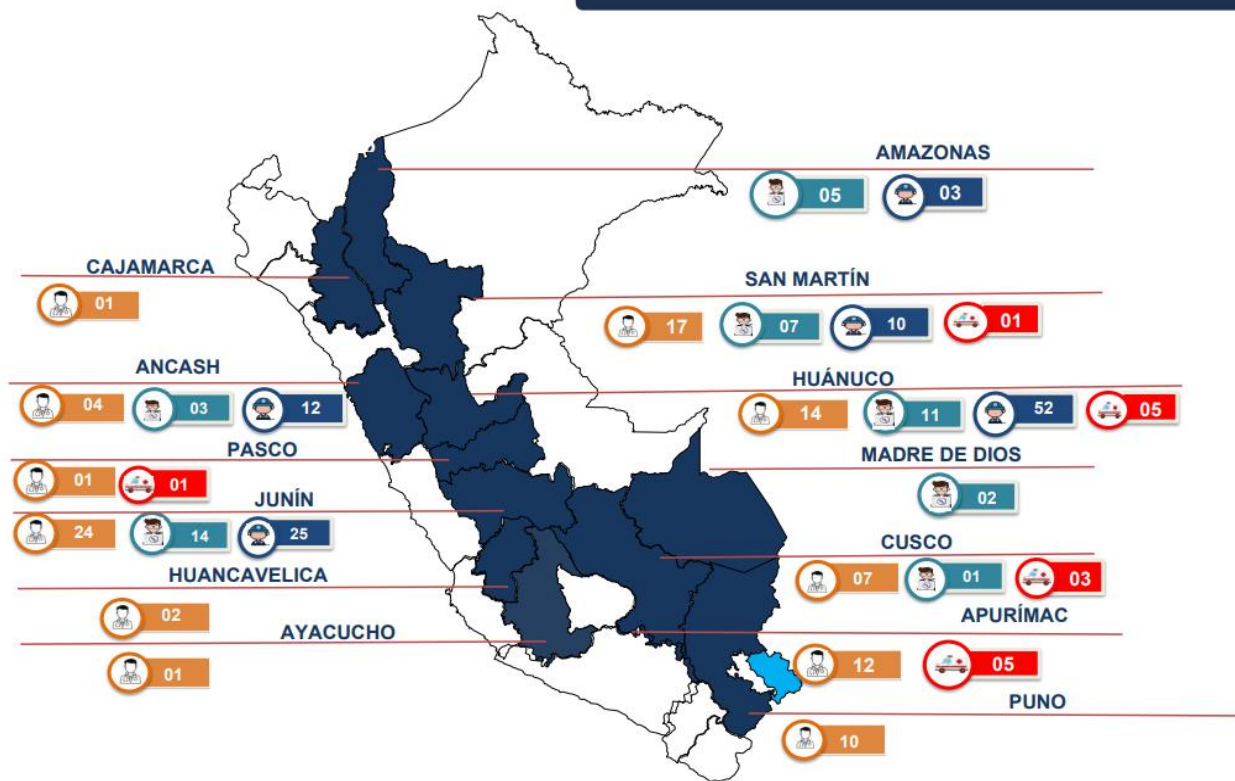 AMAZONAS
05 03
CAJAMARCA
01
SAN MARTÍN
17 07 10 01
ANCASH
04 03 12
HUÁNUCO
14 11 52 05
PASCO
01 01
MADRE DE DIOS
02
JUNÍN
24 14 25
CUSCO
07 01 03
HUANCAVELICA
02
APURÍMAC
12 05
AYACUCHO
01
PUNO
10